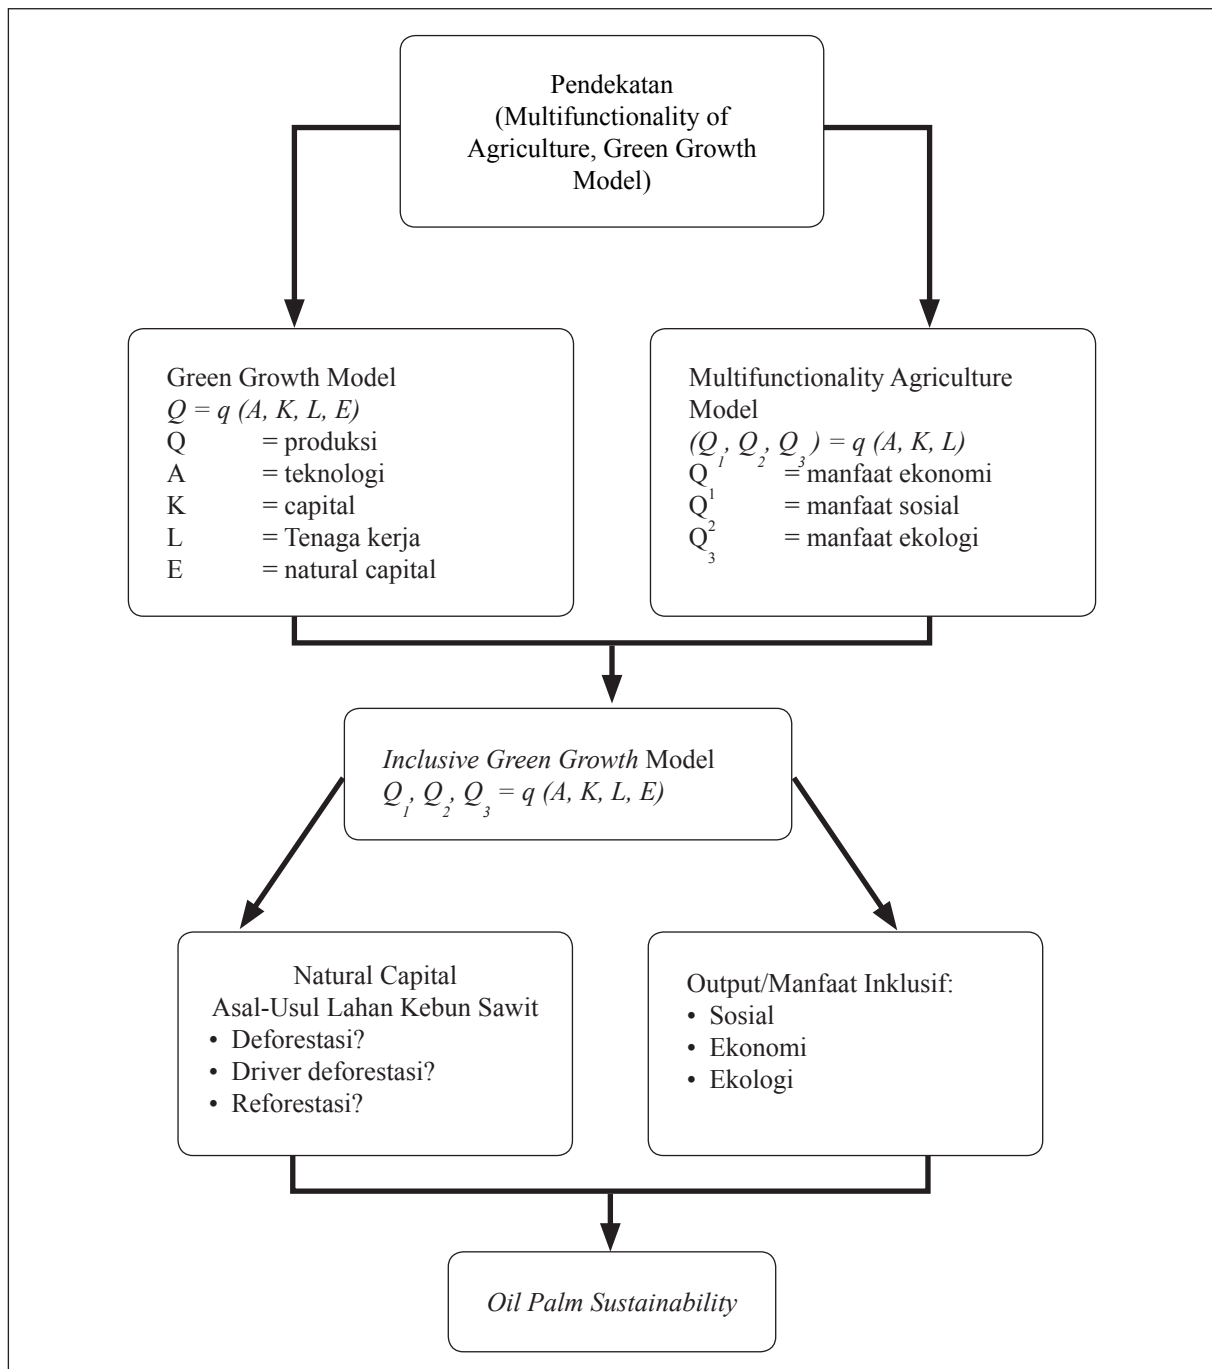 Pendekatan
(Multifunctionality of
Agriculture, Green Growth
Model)
Green Growth Model
Q = q (A, K, L, E)
Q = produksi
A = teknologi
K = capital
L = Tenaga kerja
E = natural capital
Multifunctionality Agriculture
Model
(Q₁, Q₂, Q₃) = q (A, K, L)
Q₁ = manfaat ekonomi
Q₂ = manfaat sosial
Q₃ = manfaat ekologi
Inclusive Green Growth Model
Q₁, Q₂, Q₃ = q (A, K, L, E)
Natural Capital
Asal-Usul Lahan Kebun Sawit
• Deforestasi?
• Driver deforestasi?
• Reforestasi?
Output/Manfaat Inklusif:
• Sosial
• Ekonomi
• Ekologi
Oil Palm Sustainability